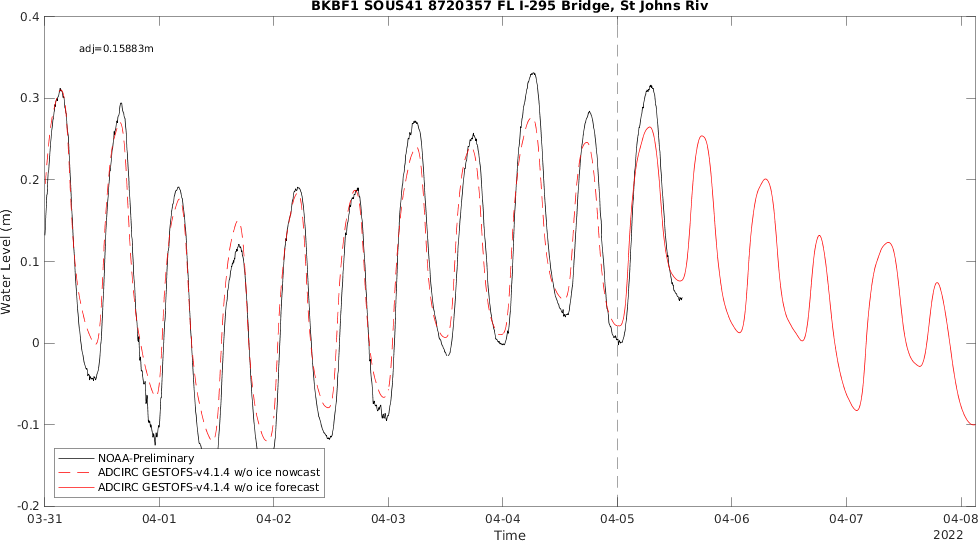 BKBF1 SOUS41 8720357 FL I-295 Bridge, St Johns Riv
adj=0.15883m
0.4
0.3
0.2
0.1
0
-0.1
-0.2
Water Level (m)
NOAA-Preliminary
ADCIRC GESTOFS-v4.1.4 w/o ice nowcast
ADCIRC GESTOFS-v4.1.4 w/o ice forecast
03-31 04-01 04-02 04-03 04-04 04-05 04-06 04-07 04-08
Time
2022